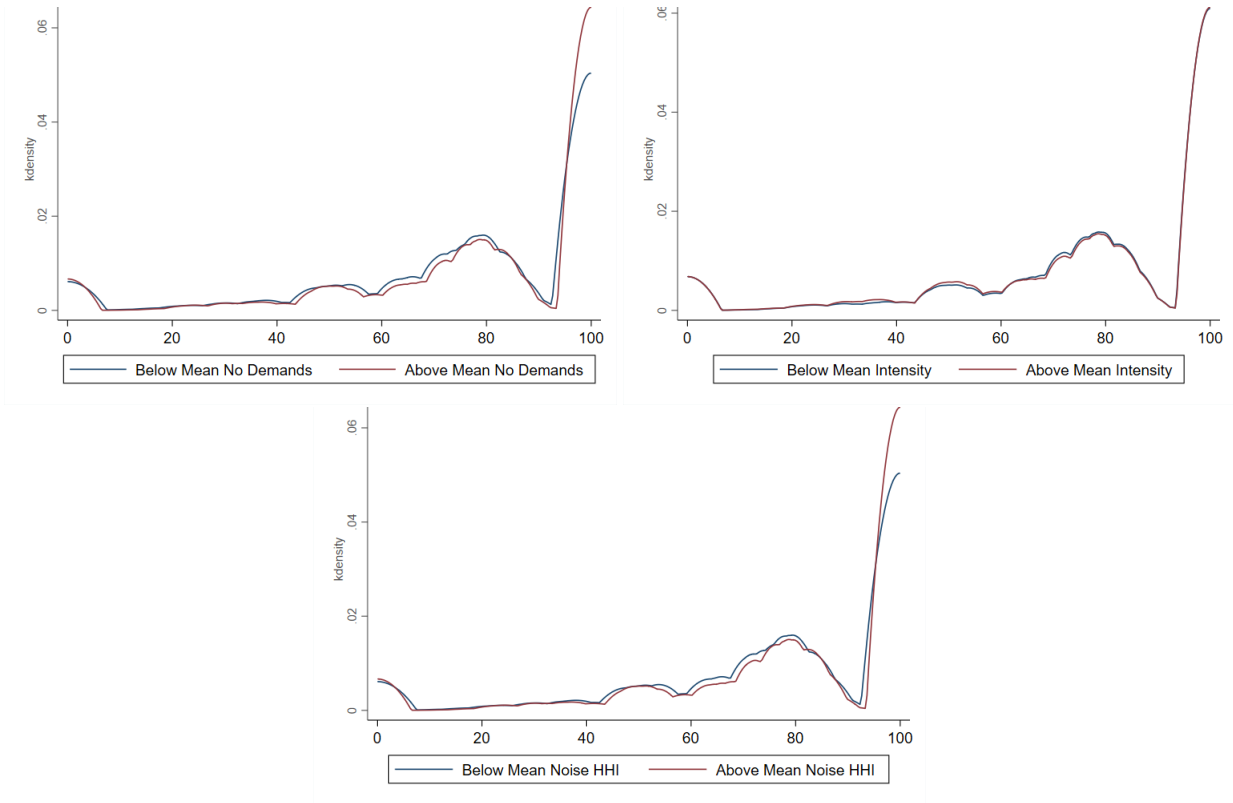 kdensity
.06
.04
.02
0
0 20 40 60 80 100
Below Mean No Demands Above Mean No Demands
kdensity
.06
.04
.02
0
0 20 40 60 80 100
Below Mean Intensity Above Mean Intensity
kdensity
.06
.04
.02
0
0 20 40 60 80 100
Below Mean Noise HHI Above Mean Noise HHI